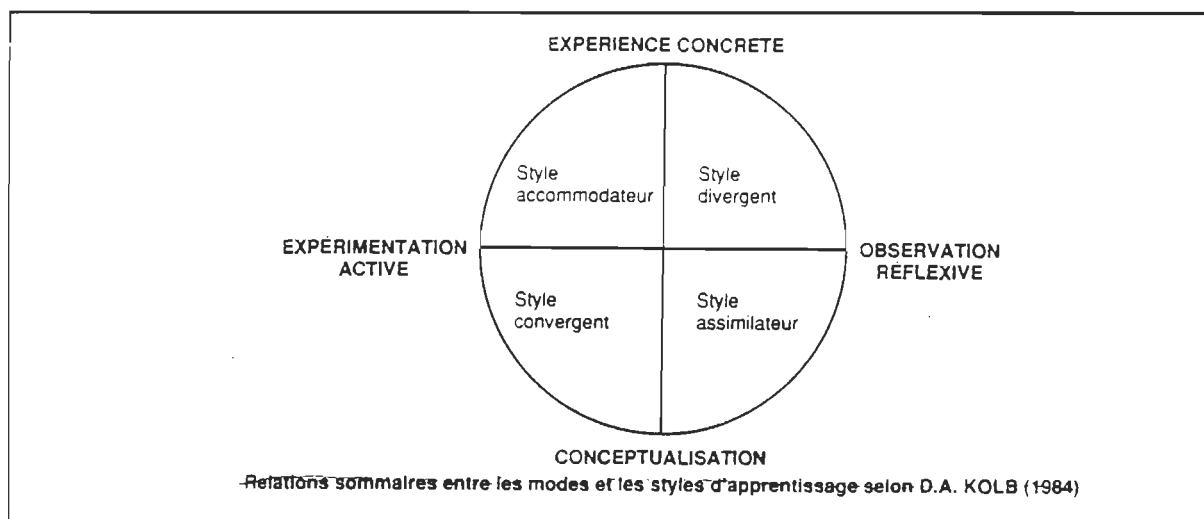 EXPERIENCE CONCRETE
Style
accommodateur
Style
divergent
EXPÉRIMENTATION
ACTIVE
OBSERVATION
RÉFLEXIVE
Style
convergent
Style
assimilateur
CONCEPTUALISATION
Relations sommaires entre les modes et les styles d'apprentissage selon D.A. KOLB (1984)